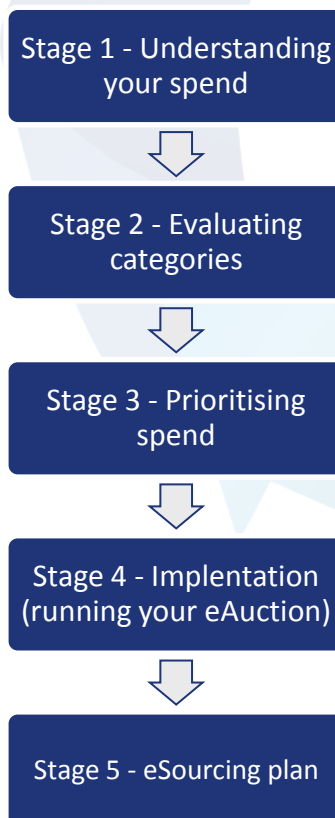 Stage 1 - Understanding
your spend
Stage 2 - Evaluating
categories
Stage 3 - Prioritising
spend
Stage 4 - Implentation
(running your eAuction)
Stage 5 - eSourcing plan